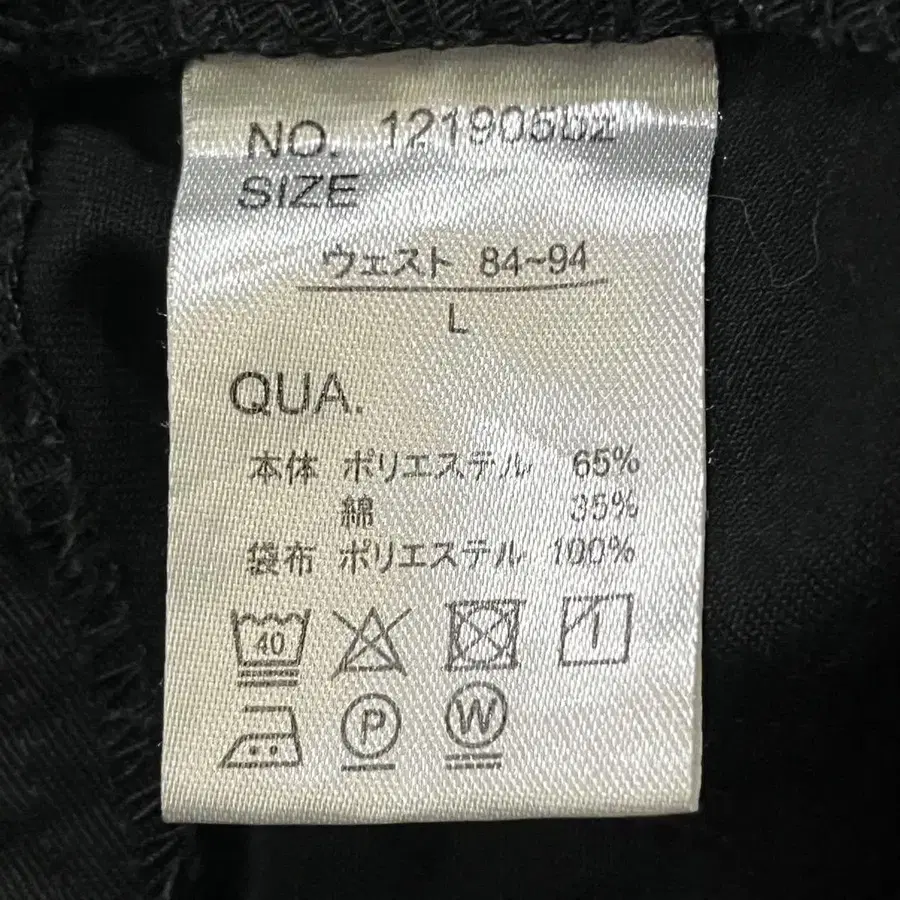 NO. 1219056bz
SIZE
ウェスト 84~94
L
QUA.
本体 ポリエステル 65%
綿 35%
袋布 ポリエステル 100%
40
P W